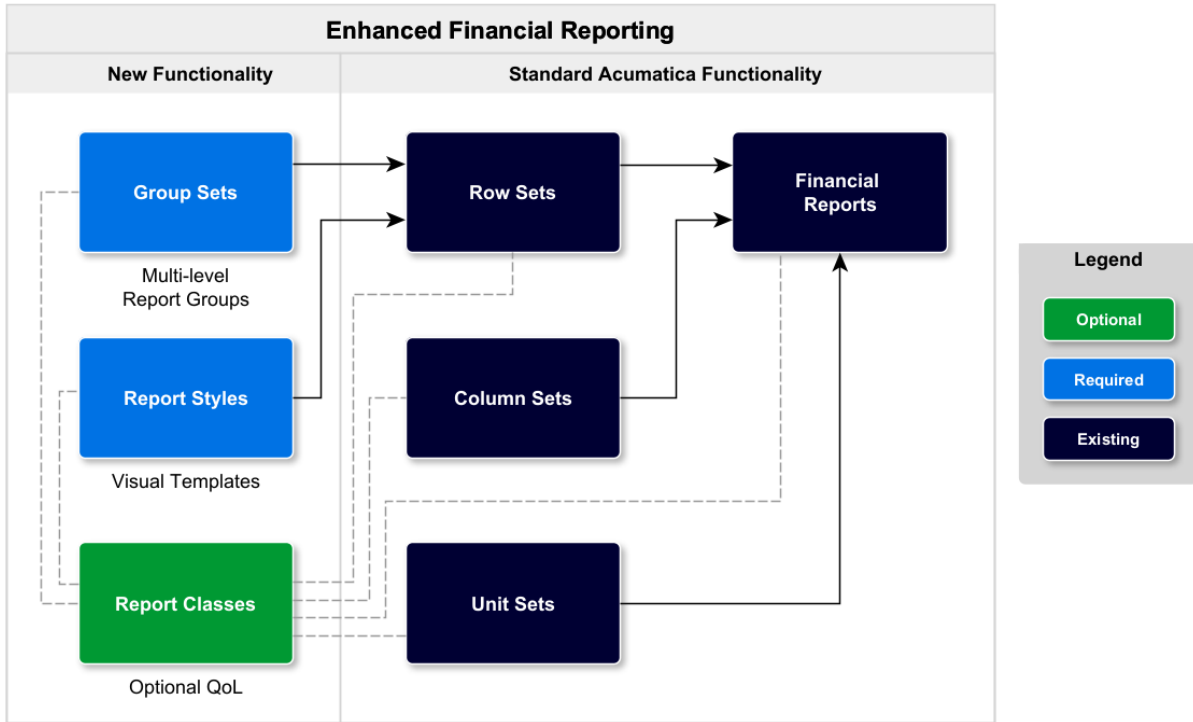 Enhanced Financial Reporting
New Functionality
Standard Acumatica Functionality
Group Sets
Row Sets
Financial
Reports
Multi-level
Report Groups
Legend
Optional
Report Styles
Column Sets
Required
Existing
Visual Templates
Report Classes
Unit Sets
Optional QoL